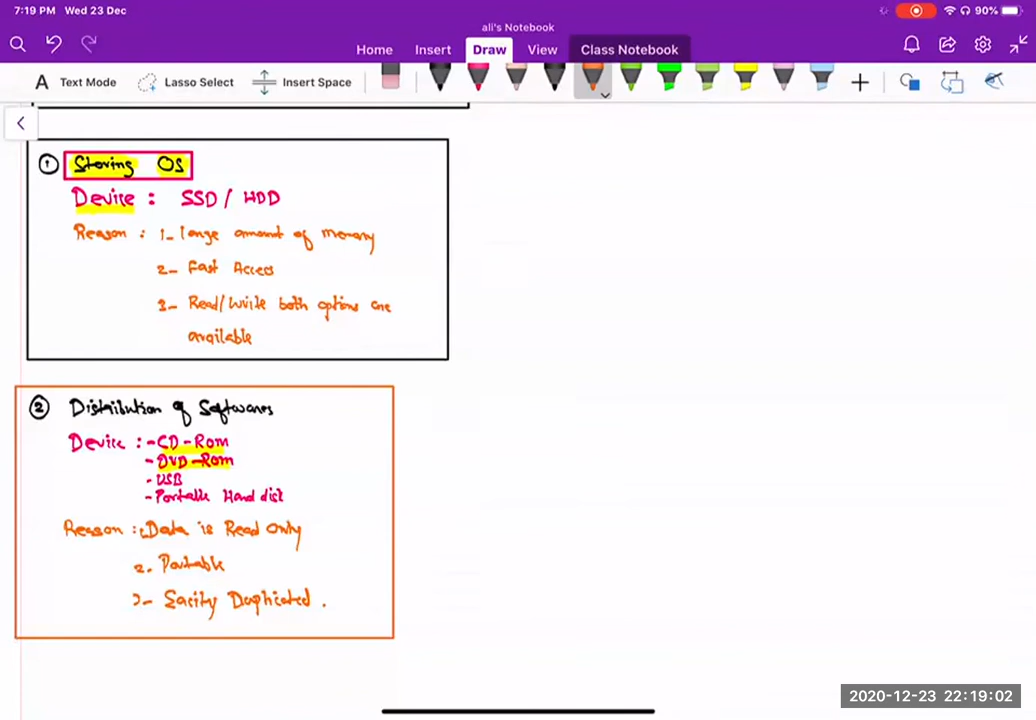 7:19 PM Wed 23 Dec
90%
ali's Notebook
Home Insert Draw View Class Notebook
A Text Mode Lasso Select Insert Space
① Storing OS
Device : SSD / HDD
Reason : 1- large amount of memory
2- Fast Access
3- Read/Write both options are
available
② Distribution of Softwares
Device : - CD-Rom
- DVD-Rom
- USB
- Portable Hand disk
Reason : 1. Data is Read Only
2. Portable
3- Easily Duplicated .
2020-12-23 22:19:02